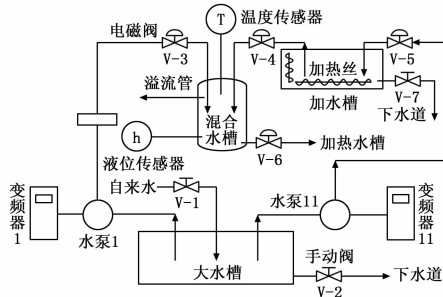 电磁阀
T
温度传感器
V-3
V-4
V-5
溢流管
加热丝
V-7
混合
水槽
加水槽
下水道
h
液位传感器
V-6
加热水槽
自来水
V-1
变频器1
水泵1
水泵11
变频器11
大水槽
手动阀
V-2
下水道